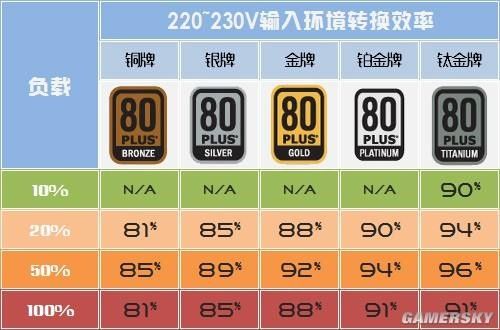 220~230V输入环境转换效率
负载
铜牌 银牌 金牌 铂金牌 钛金牌
80 80 80 80 80
PLUS® PLUS® PLUS® PLUS® PLUS®
BRONZE SILVER GOLD PLATINUM TITANIUM
10% N/A N/A N/A N/A 90%
20% 81% 85% 88% 90% 94%
50% 85% 89% 92% 94% 96%
100% 81% 85% 88% 91% 91%
GAMERSKY